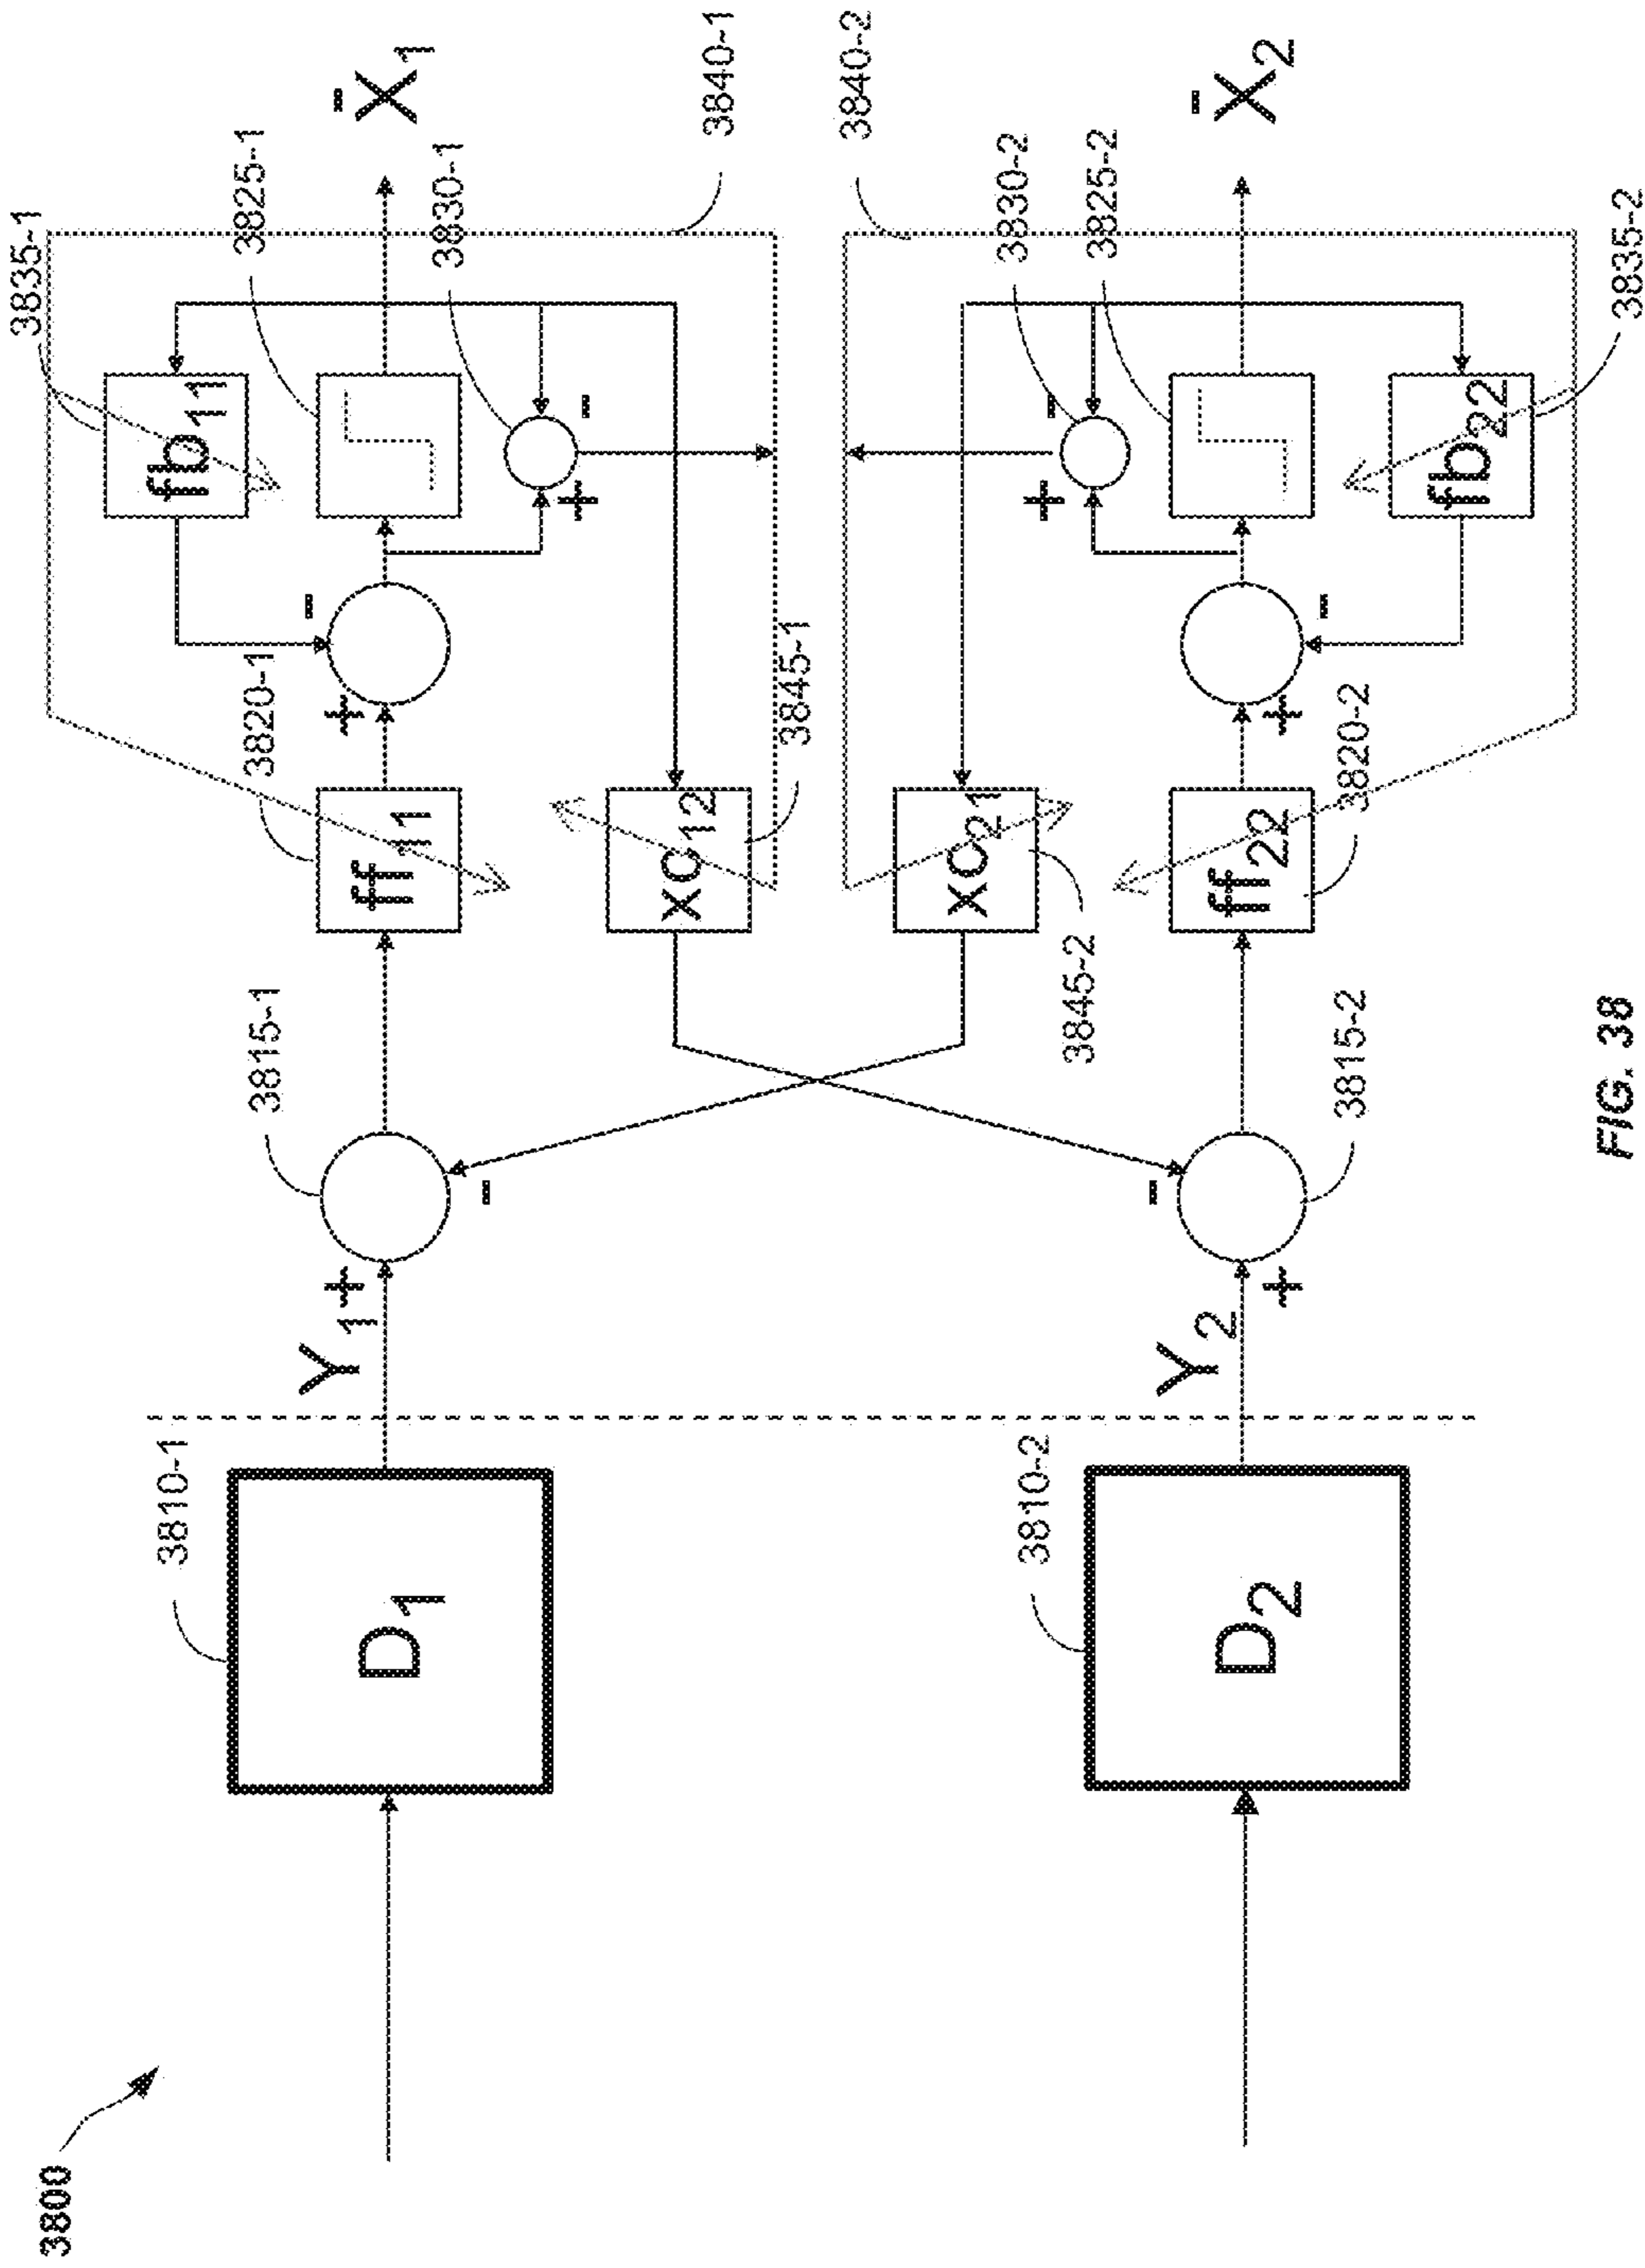 3800
3810-1
D1
Y1
+
-
3815-1
3820-1
ff11
+
-
3835-1
fb11
3825-1
3830-1
+
-
X̄1
3840-1
3845-1
xc12
3840-2
xc21
3845-2
3830-2
+
-
3825-2
X̄2
3810-2
D2
Y2
+
-
3815-2
ff22
3820-2
+
-
fb22
3835-2
FIG. 38